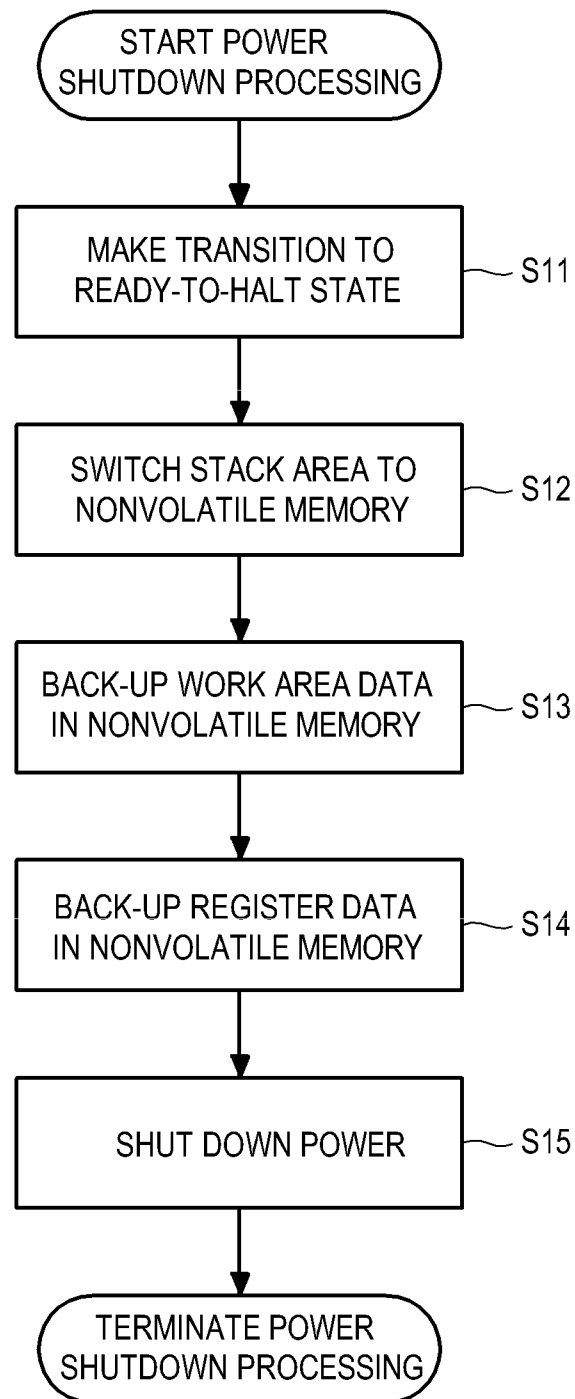 START POWER
SHUTDOWN PROCESSING
MAKE TRANSITION TO
READY-TO-HALT STATE
S11
SWITCH STACK AREA TO
NONVOLATILE MEMORY
S12
BACK-UP WORK AREA DATA
IN NONVOLATILE MEMORY
S13
BACK-UP REGISTER DATA
IN NONVOLATILE MEMORY
S14
SHUT DOWN POWER
S15
TERMINATE POWER
SHUTDOWN PROCESSING